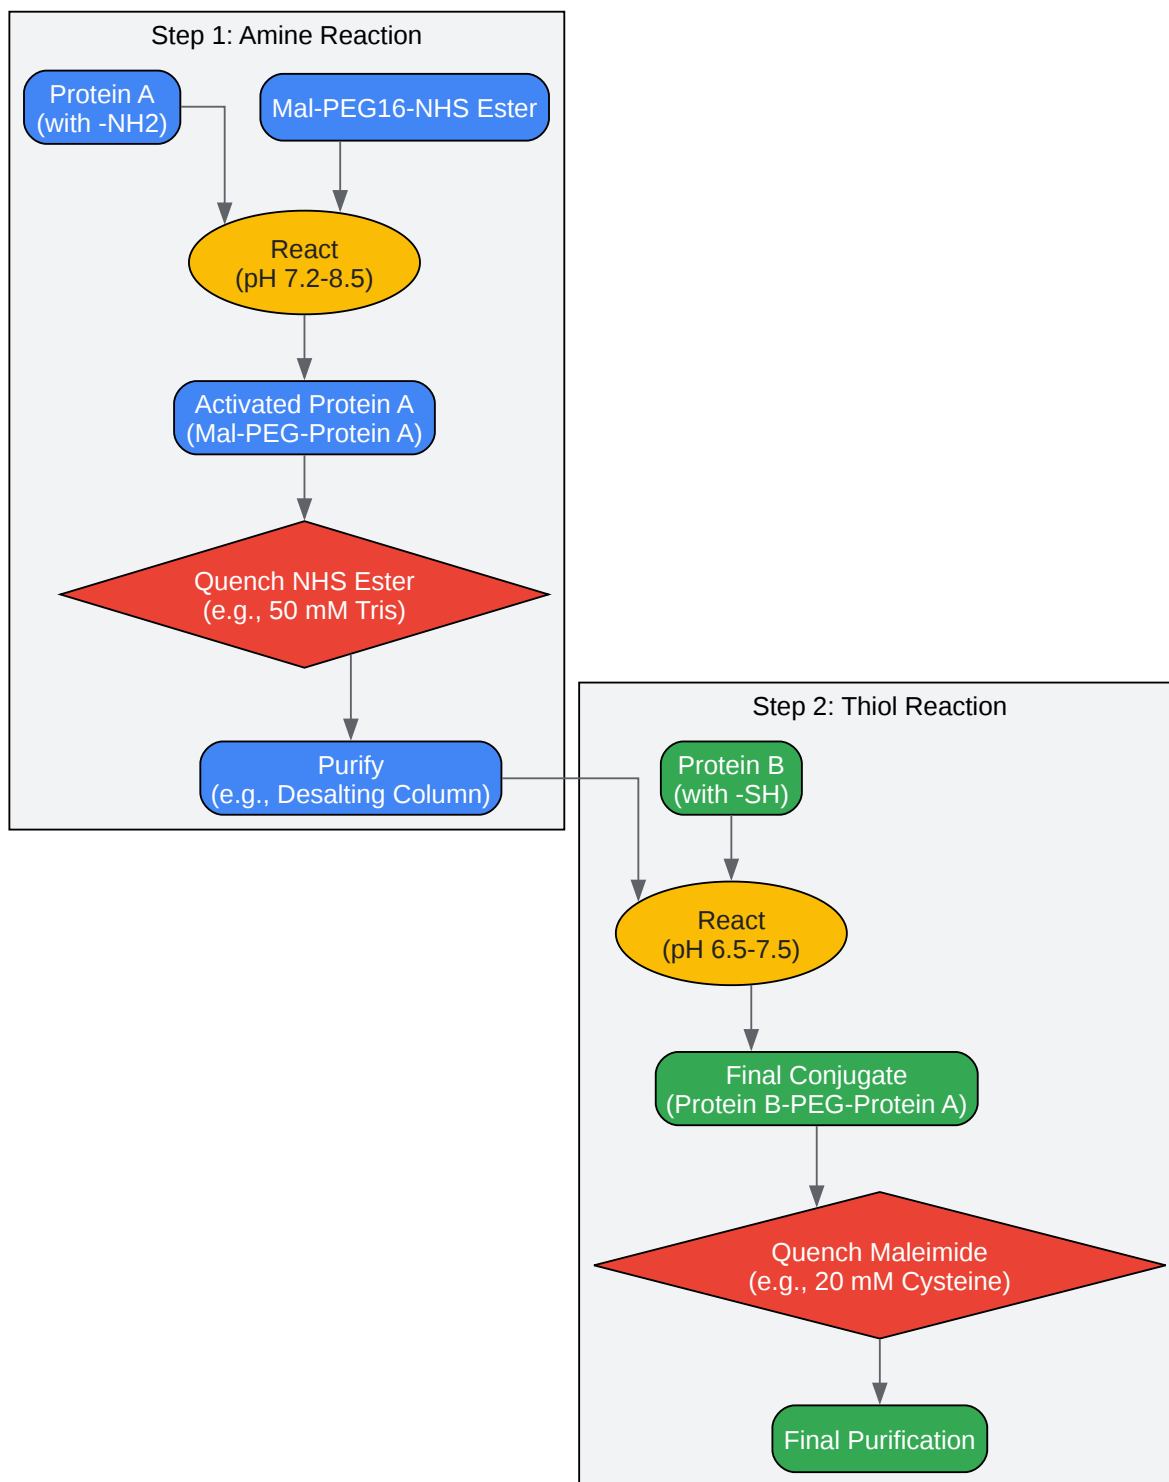 Step 1: Amine Reaction
Protein A
(with -NH2)
Mal-PEG16-NHS Ester
React
(pH 7.2-8.5)
Activated Protein A
(Mal-PEG-Protein A)
Quench NHS Ester
(e.g., 50 mM Tris)
Purify
(e.g., Desalting Column)
Step 2: Thiol Reaction
Protein B
(with -SH)
React
(pH 6.5-7.5)
Final Conjugate
(Protein B-PEG-Protein A)
Quench Maleimide
(e.g., 20 mM Cysteine)
Final Purification